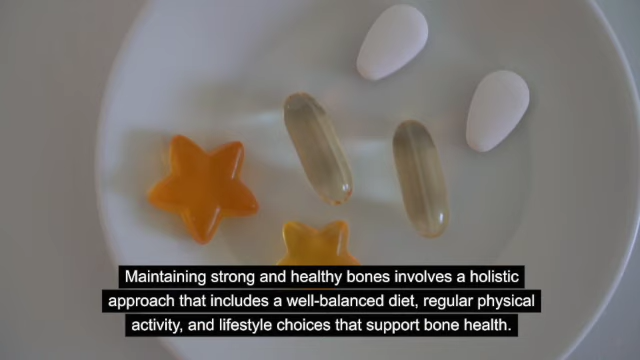 Maintaining strong and healthy bones involves a holistic
approach that includes a well-balanced diet, regular physical
activity, and lifestyle choices that support bone health.